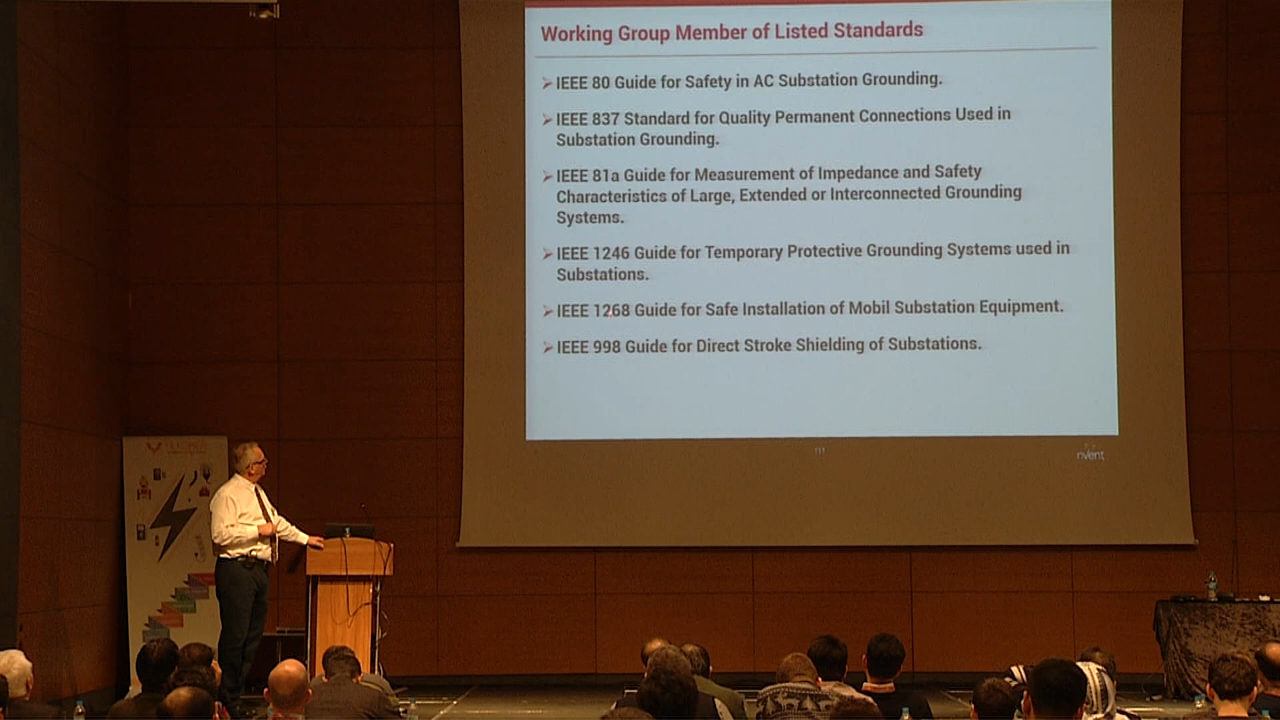 Working Group Member of Listed Standards
IEEE 80 Guide for Safety in AC Substation Grounding.
IEEE 837 Standard for Quality Permanent Connections Used in
Substation Grounding.
IEEE 81a Guide for Measurement of Impedance and Safety
Characteristics of Large, Extended or Interconnected Grounding
Systems.
IEEE 1246 Guide for Temporary Protective Grounding Systems used in
Substations.
IEEE 1268 Guide for Safe Installation of Mobil Substation Equipment.
IEEE 998 Guide for Direct Stroke Shielding of Substations.
111
nvent